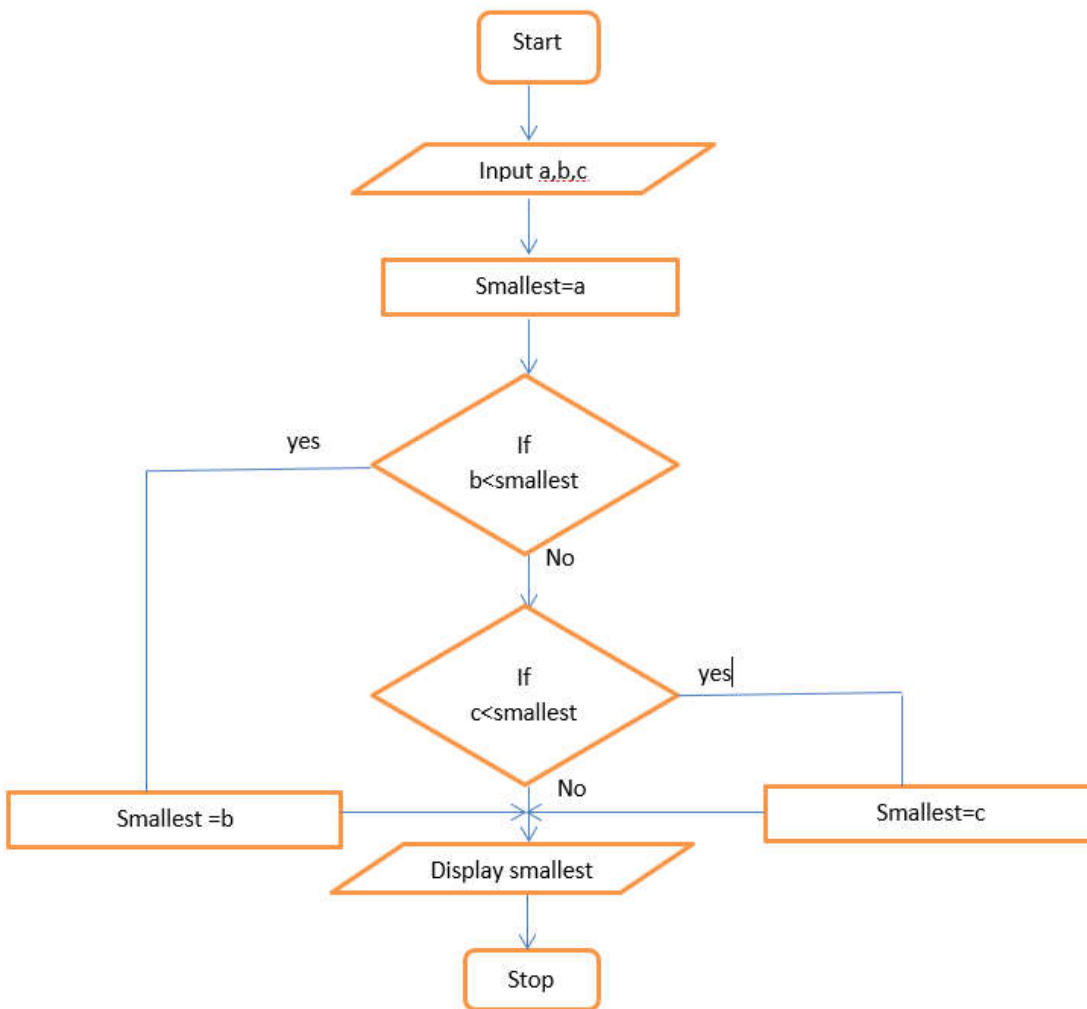 Start
Input a,b,c
Smallest=a
yes
If
b<smallest
No
If
c<smallest
yes
No
Smallest =b
Smallest=c
Display smallest
Stop